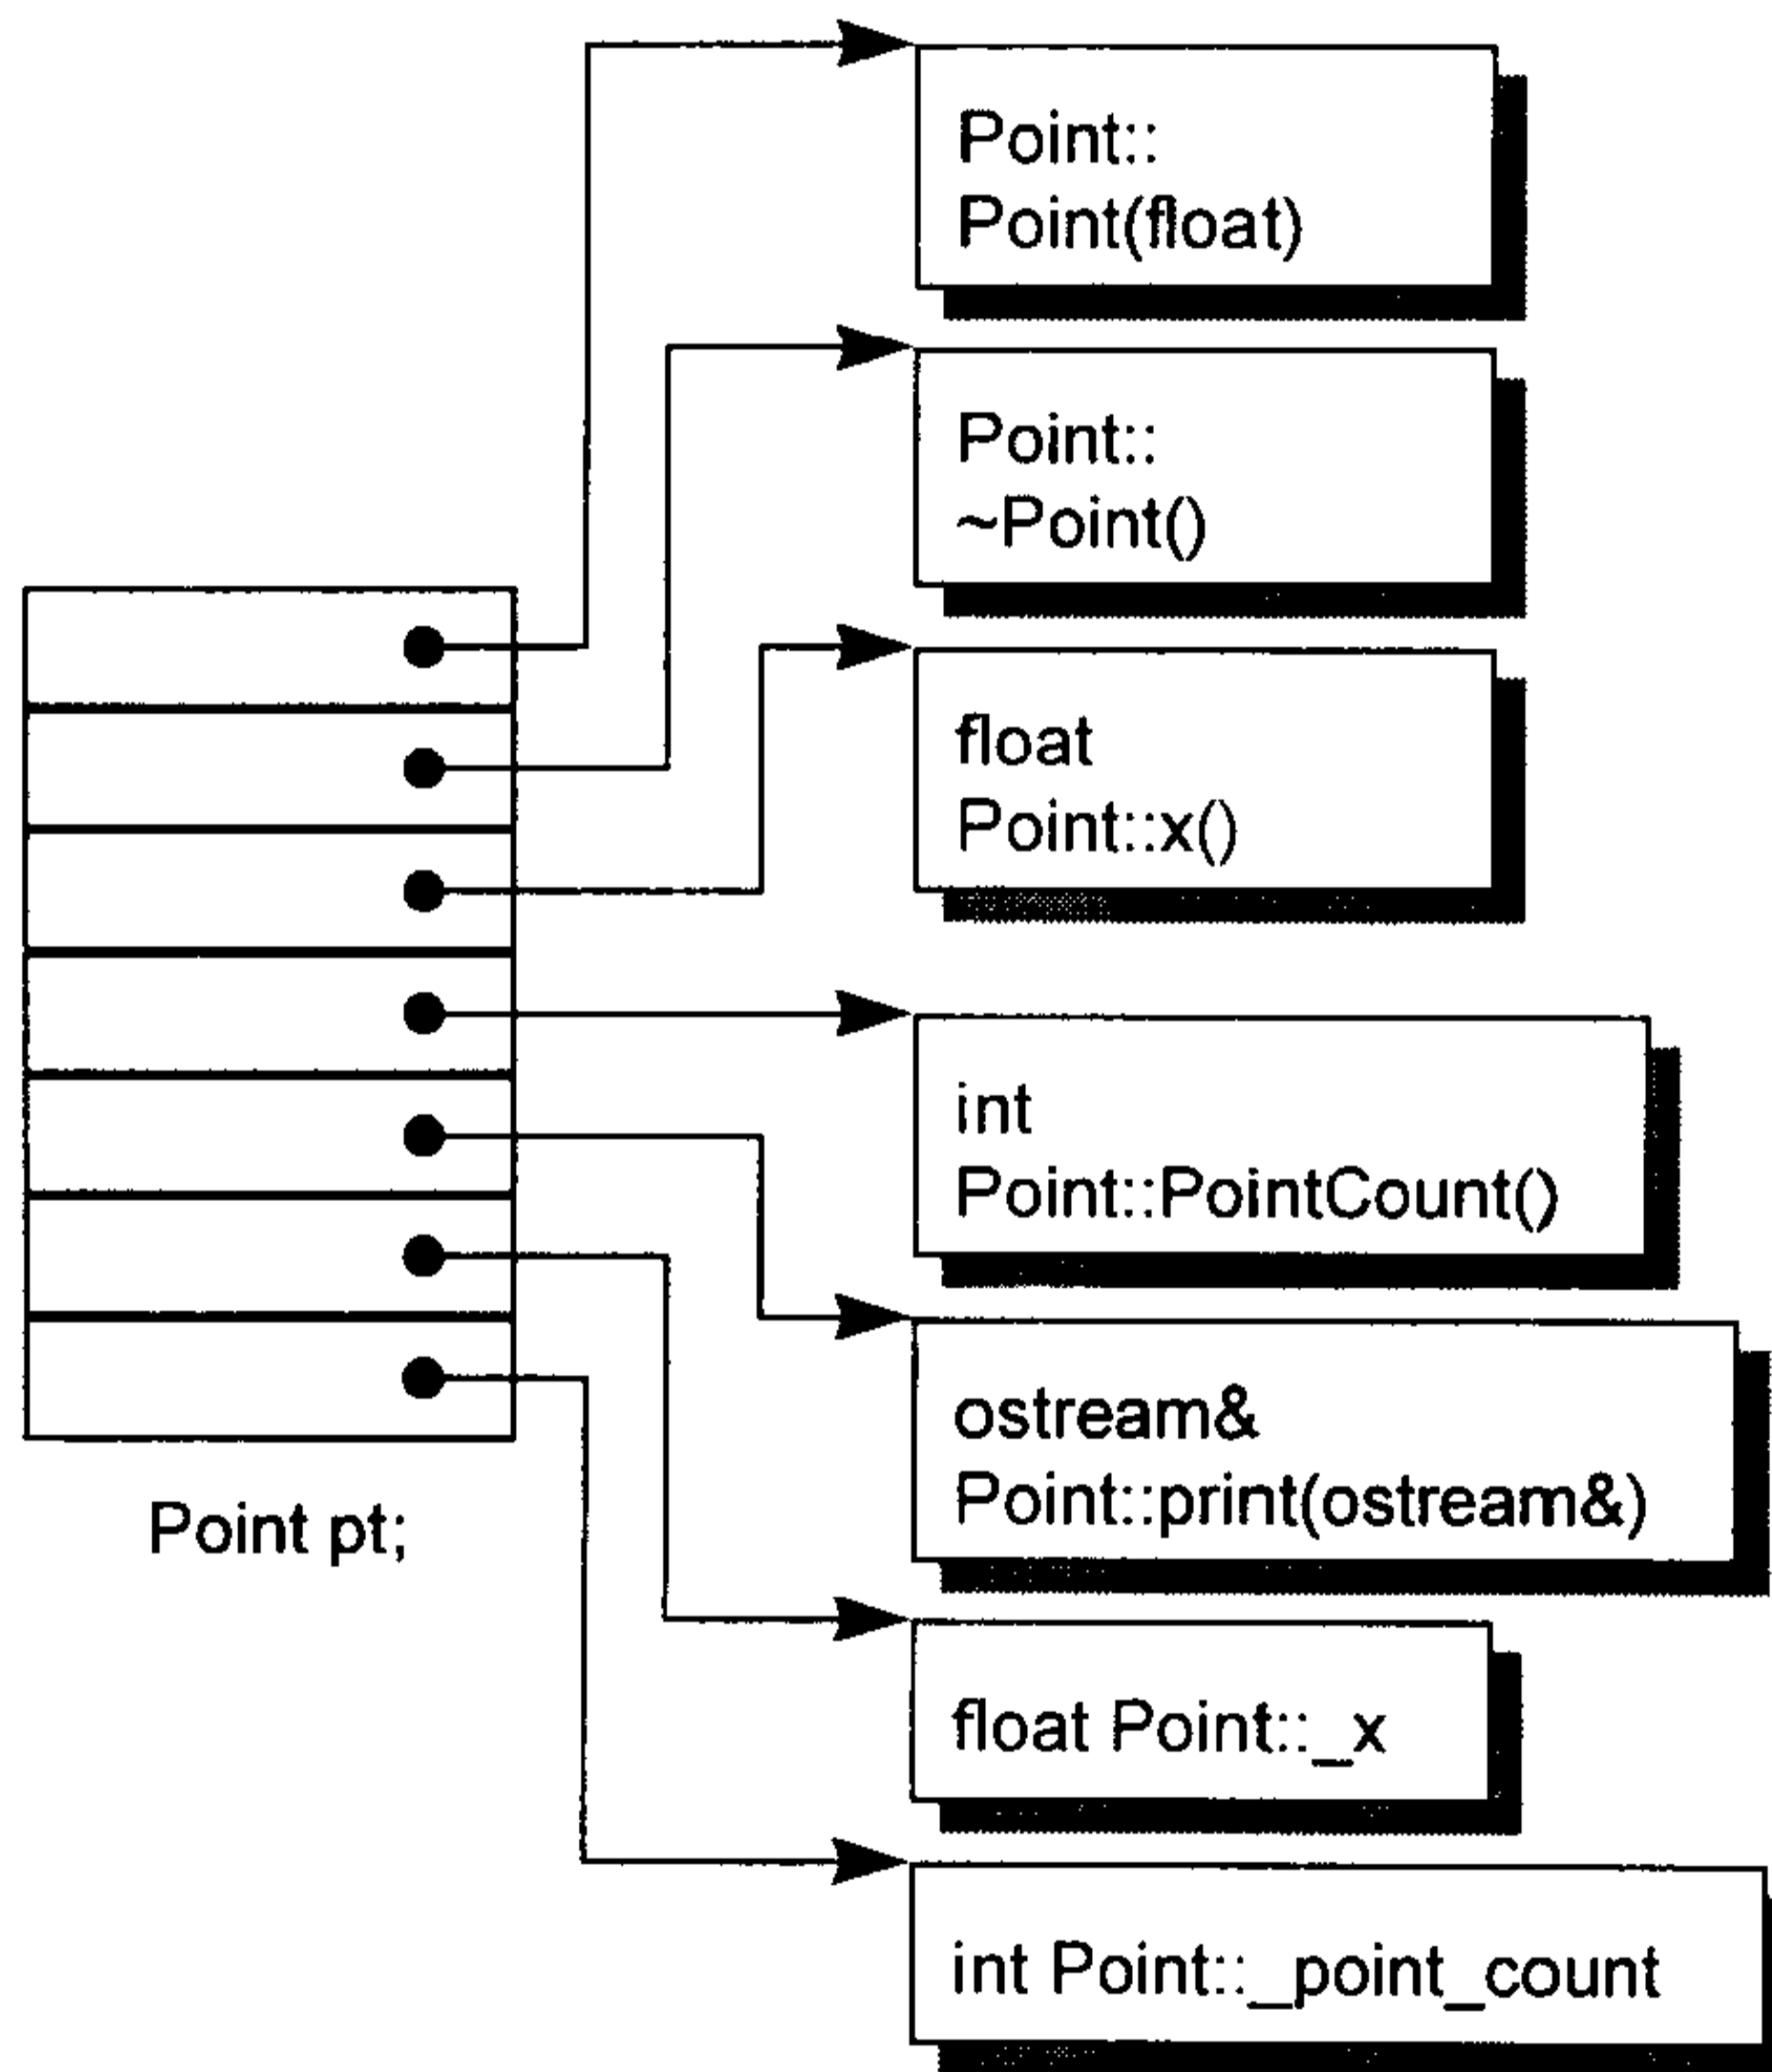 Point::
Point(float)
Point::
~Point()
float
Point::x()
int
Point::PointCount()
ostream&
Point::print(ostream&)
Point pt;
float Point::_x
int Point::_point_count